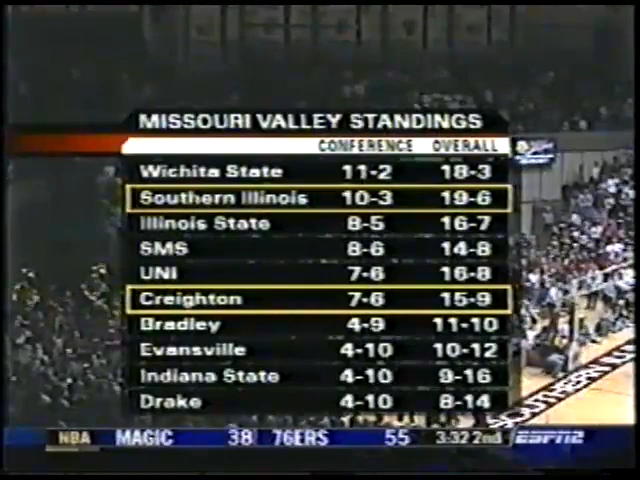 MISSOURI VALLEY STANDINGS
CONFERENCE OVERALL
Wichita State 11-2 18-3
Southern Illinois 10-3 19-6
Illinois State 8-5 16-7
SMS 8-6 14-8
UNI 7-6 16-8
Creighton 7-6 15-9
Bradley 4-9 11-10
Evansville 4-10 10-12
Indiana State 4-10 9-16
Drake 4-10 8-14
SOUTHERN ILL
NBA MAGIC 38 76ERS 55 3:32 2nd ESPN2